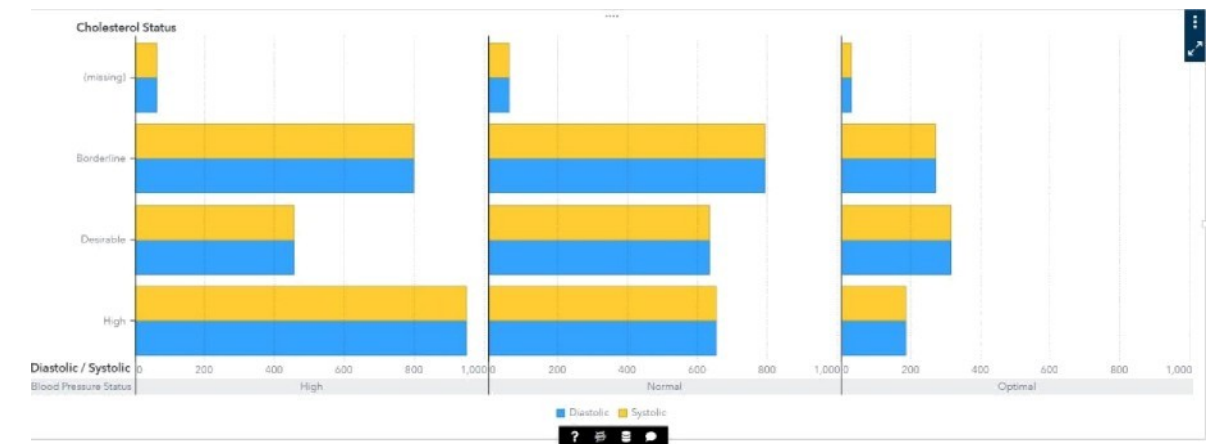 Cholesterol Status
(missing)
Borderline
Desirable
High
Diastolic / Systolic 0 200 400 600 800 1,000 0 200 400 600 800 1,000 0 200 400 600 800 1,000
Blood Pressure Status High Normal Optimal
Diastolic Systolic
?